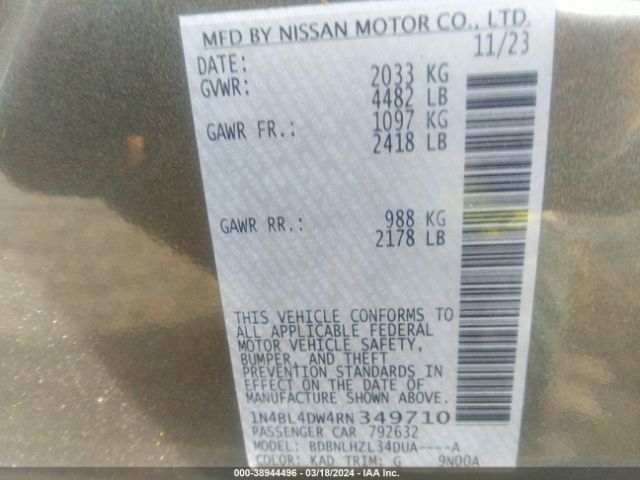 MFD BY NISSAN MOTOR CO., LTD.
DATE: 11/23
GVWR: 2033 KG
4482 LB
GAWR FR.: 1097 KG
2418 LB
GAWR RR.: 988 KG
2178 LB
THIS VEHICLE CONFORMS TO
ALL APPLICABLE FEDERAL
MOTOR VEHICLE SAFETY,
BUMPER, AND THEFT
PREVENTION STANDARDS IN
EFFECT ON THE DATE OF
MANUFACTURE SHOWN ABOVE.
1N4BL4DW4RN349710
PASSENGER CAR 792632
MODEL: BDBNLHZL34DUA----A
COLOR: KAD TRIM: G 9N00A
000-38944496 - 03/18/2024 - IAAI.COM